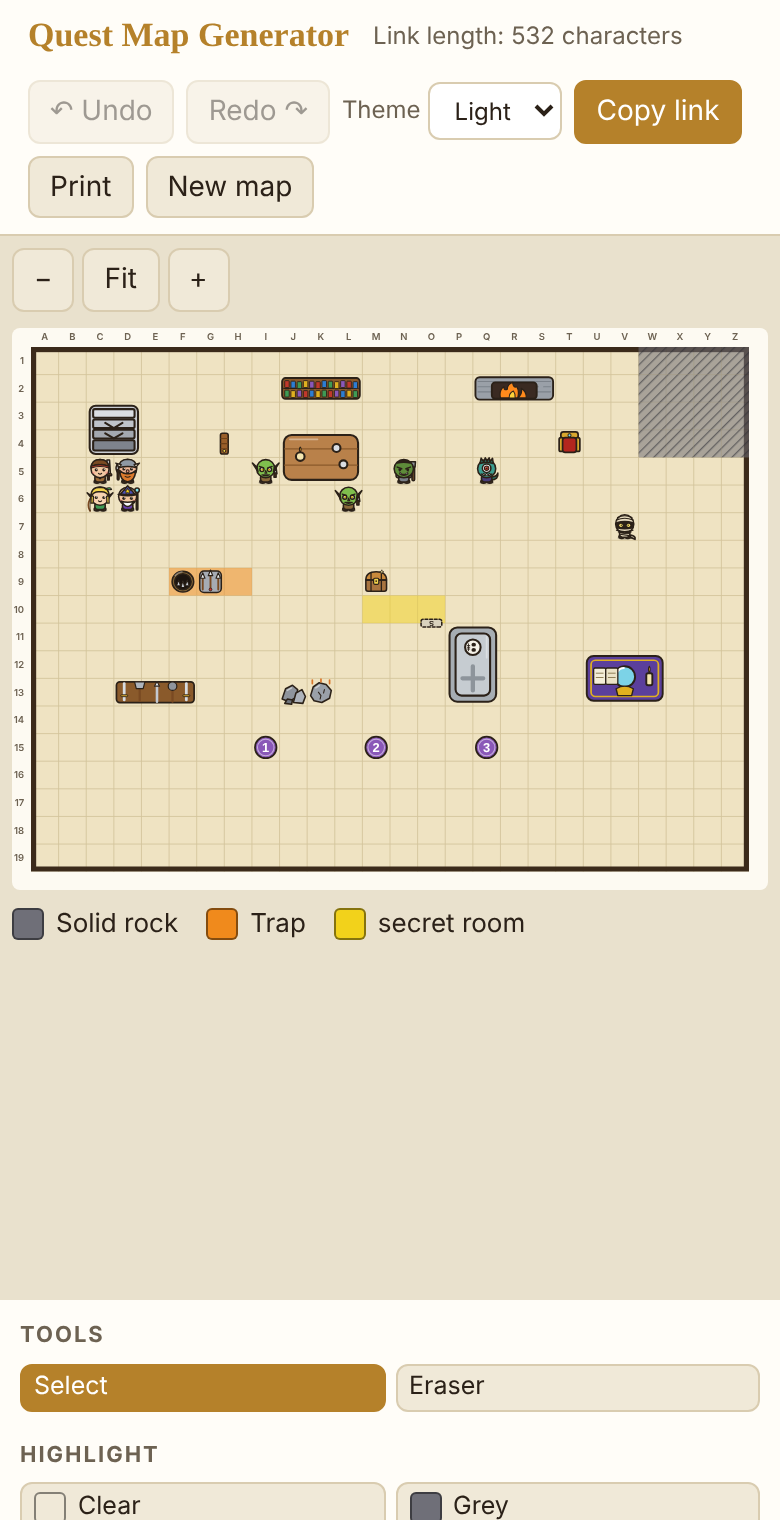 Quest Map Generator Link length: 532 characters
↶ Undo Redo ↷ Theme Light Copy link
Print New map
− Fit +
A B C D E F G H I J K L M N O P Q R S T U V W X Y Z
1
2
3
4
5
6
7
8
9
10
S
11
12
13
14
15 1 2 3
16
17
18
19
Solid rock Trap secret room
TOOLS
Select Eraser
HIGHLIGHT
Clear Grey